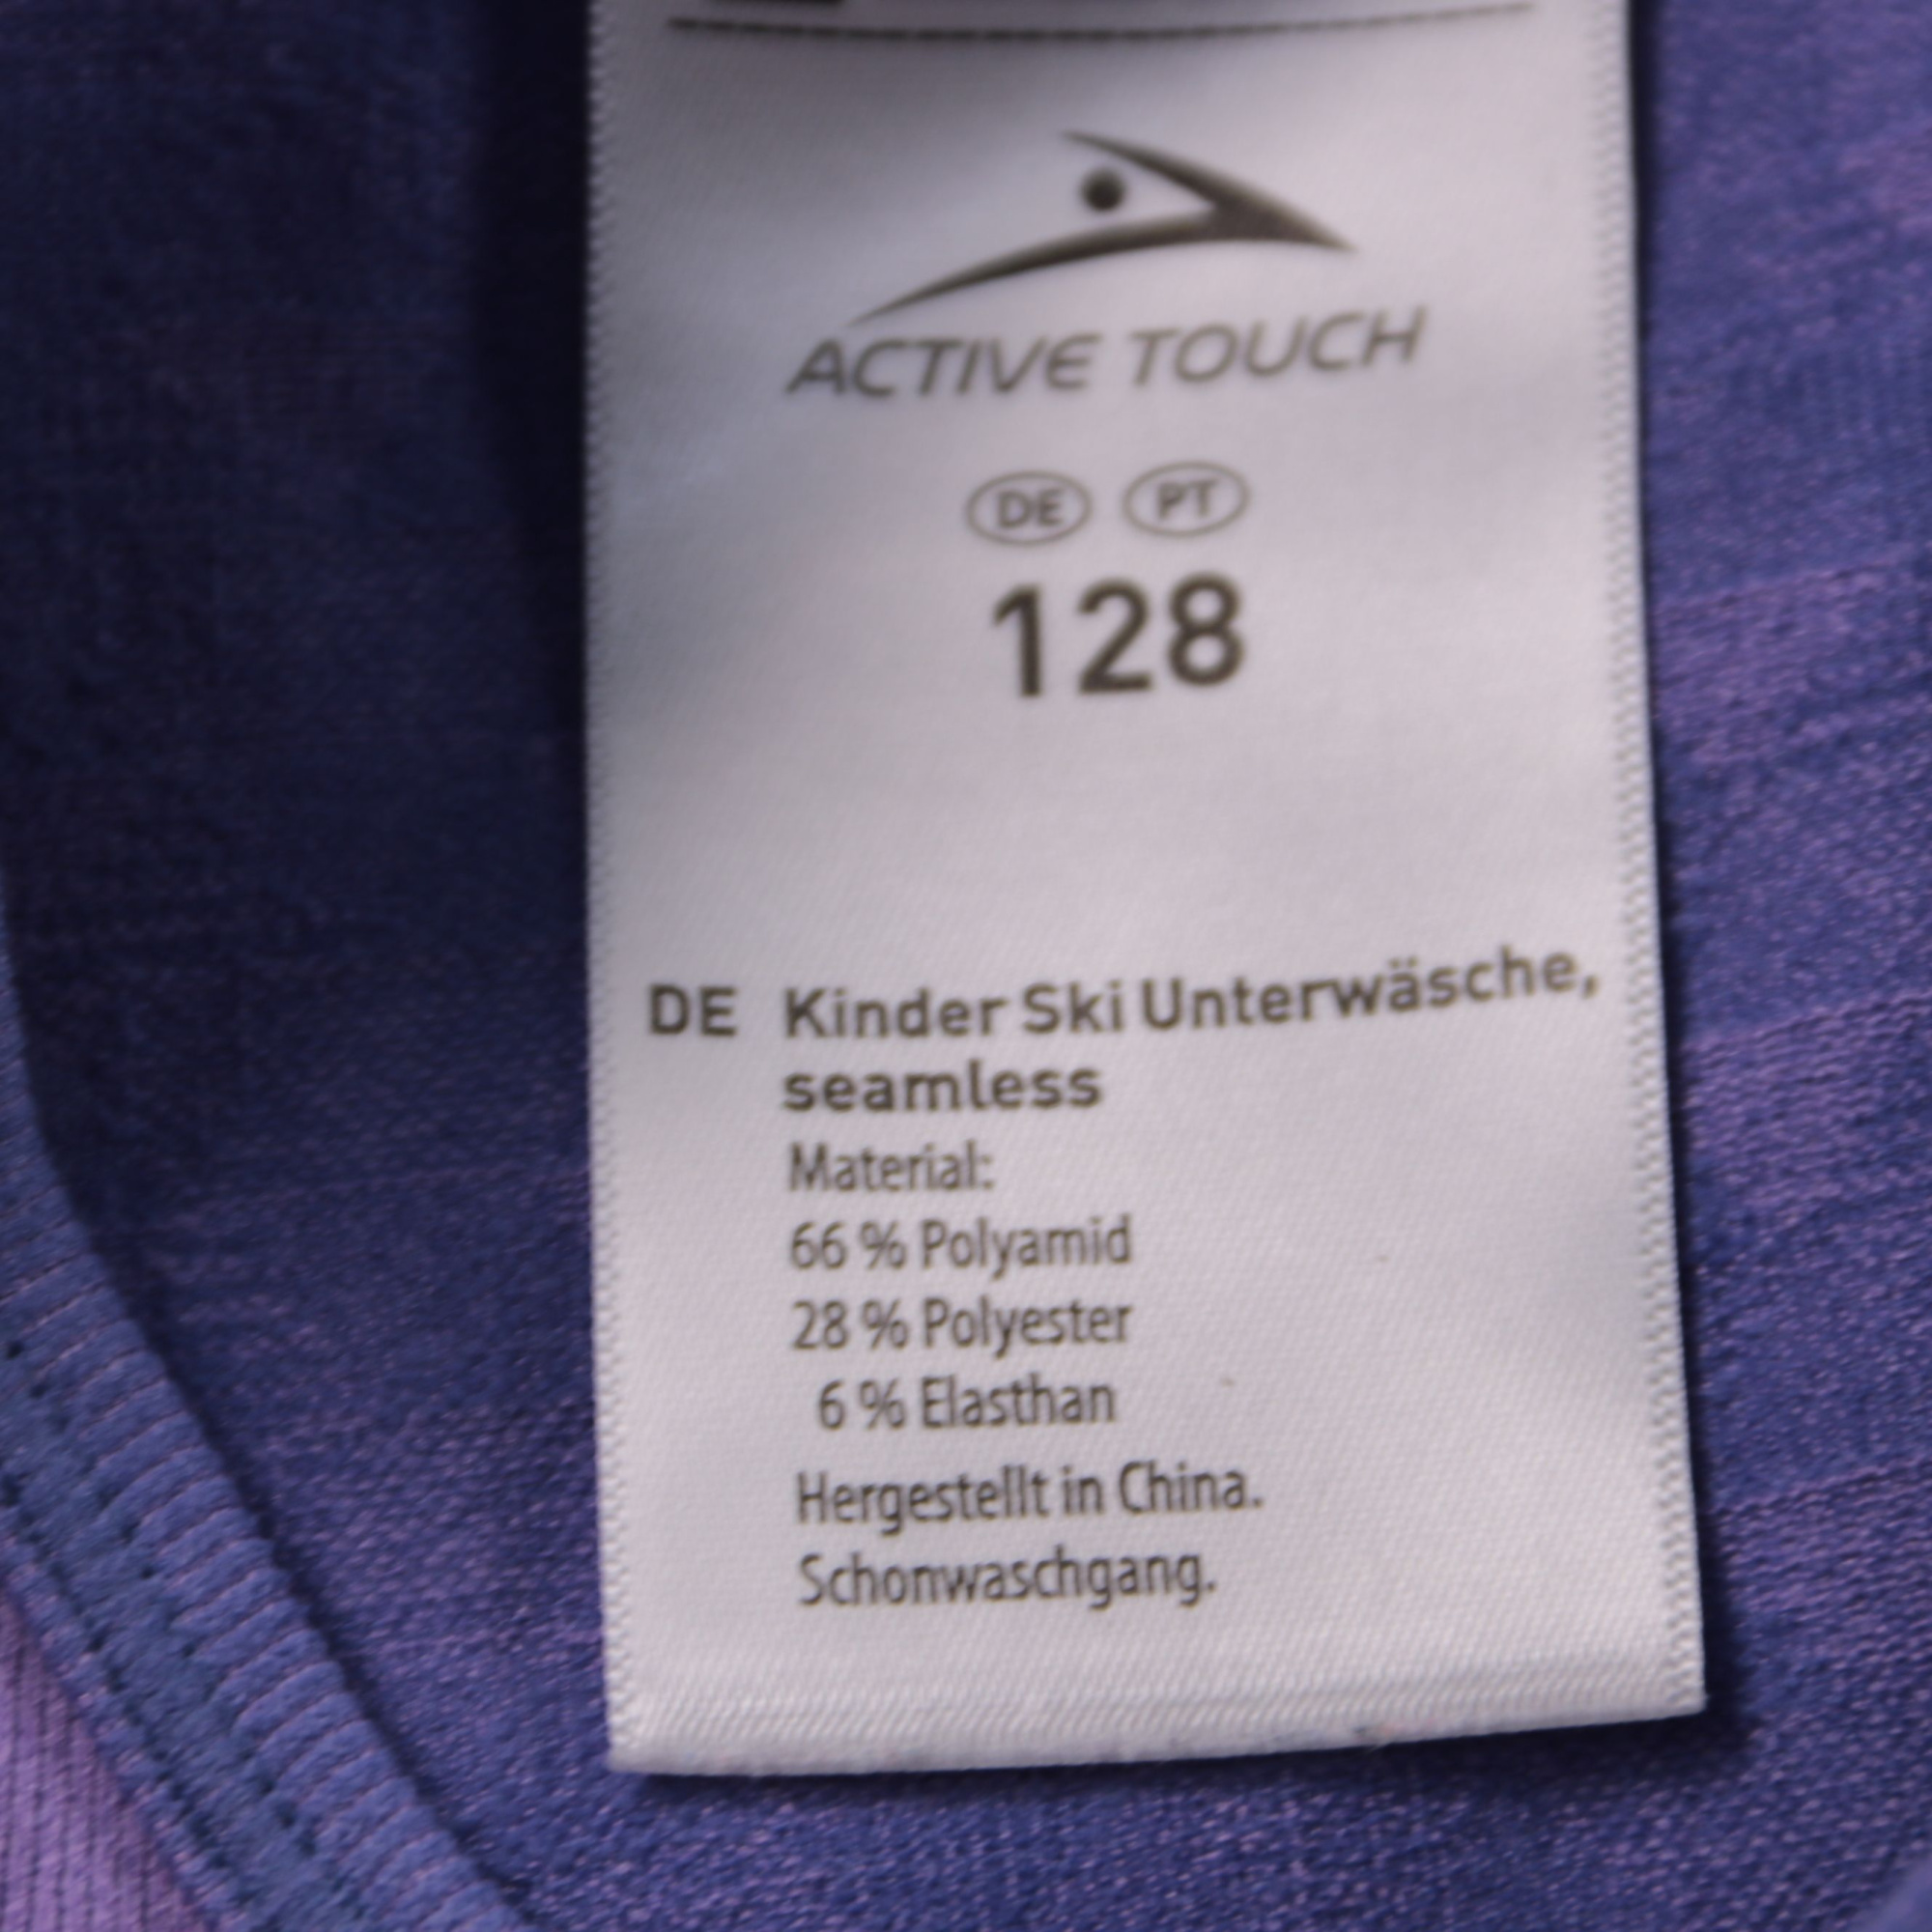 ACTIVE TOUCH
DE PT
128
DE Kinder Ski Unterwäsche,
seamless
Material:
66 % Polyamid
28 % Polyester
6 % Elasthan
Hergestellt in China.
Schonwaschgang.